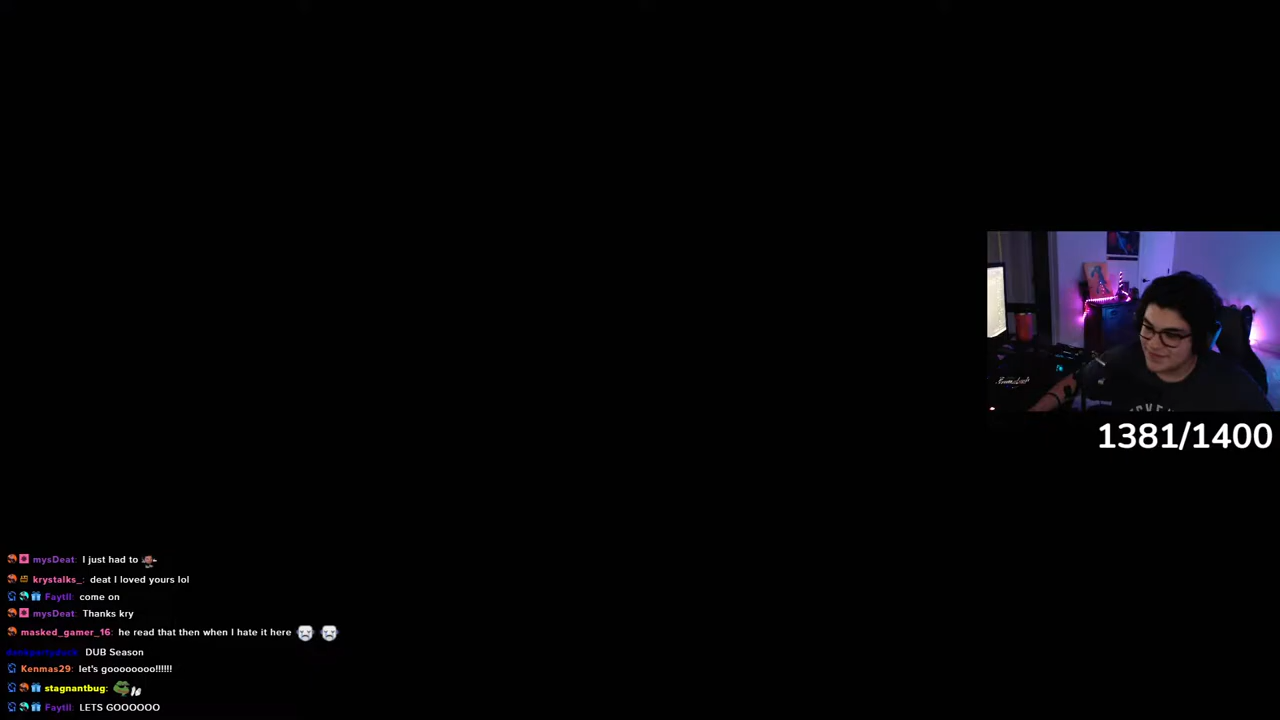 1381/1400
mysDeat: I just had to
krystalks_: deat I loved yours lol
Faytll: come on
mysDeat: Thanks kry
masked_gamer_16: he read that then when I hate it here
DUB Season
Kenmas29: let's goooooooo!!!!!!
stagnantbug:
Faytll: LETS GOOOOOO